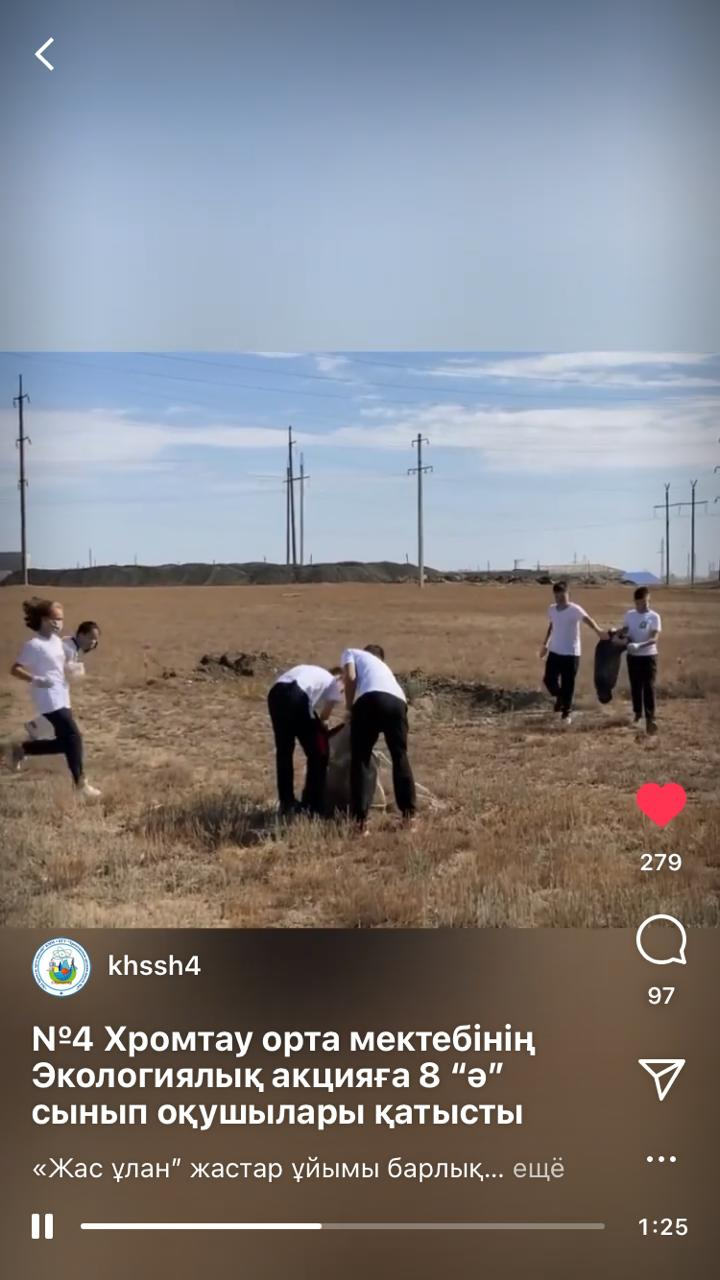 279
97
khssh4
№4 Хромтау орта мектебінің
Экологиялық акцияға 8 “ә”
сынып оқушылары қатысты
«Жас ұлан” жастар ұйымы барлық... ещё
1:25